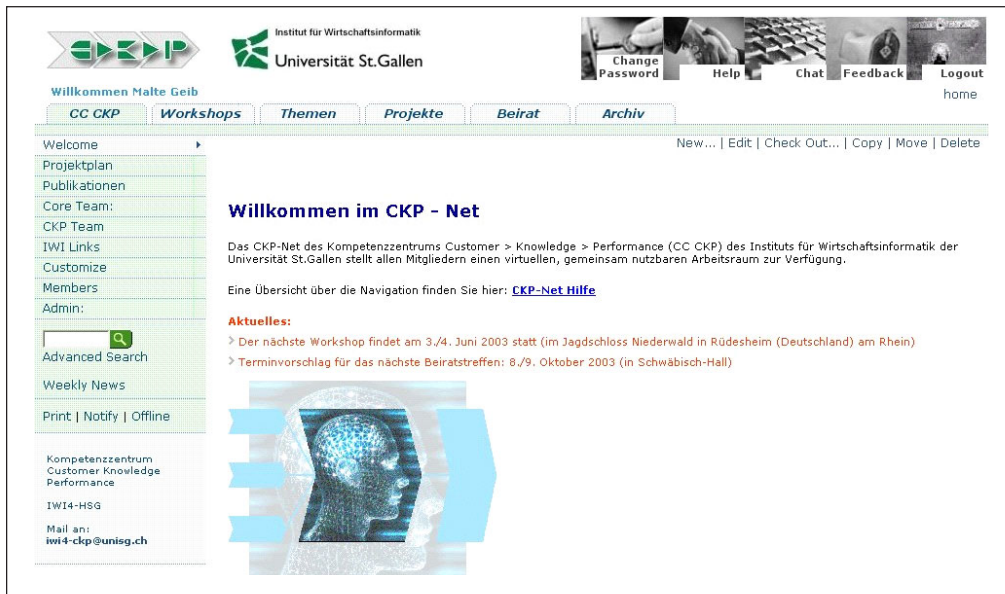 C>K>P
Institut für Wirtschaftsinformatik
Universität St.Gallen
Change
Password
Help
Chat
Feedback
Logout
Willkommen Malte Geib
home
CC CKP
Workshops
Themen
Projekte
Beirat
Archiv
New... | Edit | Check Out... | Copy | Move | Delete
Welcome
Projektplan
Publikationen
Core Team:
CKP Team
IWI Links
Customize
Members
Admin:
Advanced Search
Weekly News
Print | Notify | Offline
Kompetenzzentrum
Customer Knowledge
Performance
IWI4-HSG
Mail an:
iwi4-ckp@unisg.ch
Willkommen im CKP - Net
Das CKP-Net des Kompetenzzentrums Customer > Knowledge > Performance (CC CKP) des Instituts für Wirtschaftsinformatik der
Universität St.Gallen stellt allen Mitgliedern einen virtuellen, gemeinsam nutzbaren Arbeitsraum zur Verfügung.
Eine Übersicht über die Navigation finden Sie hier: CKP-Net Hilfe
Aktuelles:
Der nächste Workshop findet am 3./4. Juni 2003 statt (im Jagdschloss Niederwald in Rüdesheim (Deutschland) am Rhein)
Terminvorschlag für das nächste Beiratstreffen: 8./9. Oktober 2003 (in Schwäbisch-Hall)